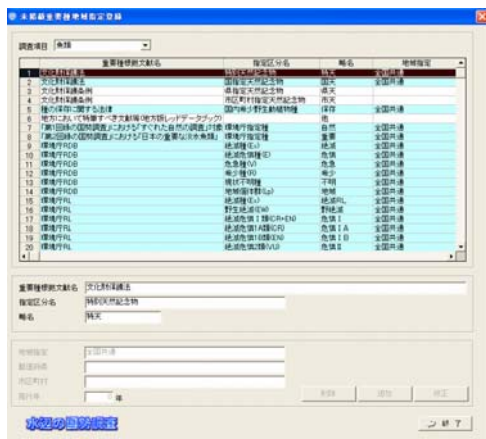 未掲載重要種地域指定登録
調査項目 魚類
重要種根拠文献名 指定区分名 略名 地域指定
1 文化財保護法 特別天然記念物 特天 全国共通
2 文化財保護法 国指定天然記念物 国天 全国共通
3 文化財保護条例 県指定天然記念物 県天
4 文化財保護条例 市区町村指定天然記念物 市天
5 種の保存に関する法律 国内希少野生動植物種 保存 全国共通
6 地方において特筆すべき文献等(地方版レッドデータブック) 他
7 「第1回緑の国勢調査」における「すぐれた自然の調査」対象 環境庁指定種 自然 全国共通
8 「第2回緑の国勢調査」における「日本の重要な淡水魚類」 環境庁指定種 重要 全国共通
9 環境庁RDB 絶滅種(Ex) 絶滅 全国共通
10 環境庁RDB 絶滅危惧種(E) 危惧 全国共通
11 環境庁RDB 危急種(V) 危急 全国共通
12 環境庁RDB 希少種(R) 希少 全国共通
13 環境庁RDB 現状不明種 不明 全国共通
14 環境庁RDB 地域個体群(Lp) 地域 全国共通
15 環境庁RL 絶滅種(Ex) 絶滅RL 全国共通
16 環境庁RL 野生絶滅(EW) 野絶滅 全国共通
17 環境庁RL 絶滅危惧Ⅰ類(CR+EN) 危惧Ⅰ 全国共通
18 環境庁RL 絶滅危惧1A類(CR) 危惧ⅠA 全国共通
19 環境庁RL 絶滅危惧1B類(EN) 危惧ⅠB 全国共通
20 環境庁RL 絶滅危惧2類(VU) 危惧Ⅱ 全国共通
重要種根拠文献名 文化財保護法
指定区分名 特別天然記念物
略名 特天
地域指定 全国共通
都道府県
市区町村
発行年 0 年
削除 追加 修正
水辺の国勢調査
終 了